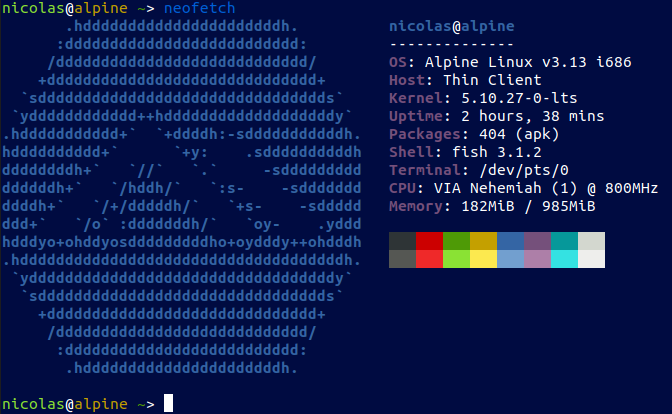 nicolas@alpine ~> neofetch
.hddddddddddddddddddddddh.
:dddddddddddddddddddddddddd:
/dddddddddddddddddddddddddddd/
+dddddddddddddddddddddddddddddd+
`sdddddddddddddddddddddddddddddddds`
`ydddddddddddd++hdddddddddddddddddddy`
.hddddddddddd+`  `+ddddh:-sdddddddddddh.
hdddddddddd+`      `+y:    .sddddddddddh
ddddddddh+`   `//`   `.`     -sddddddddd
ddddddh+`   `/hddh/`   `:s-    -sddddddd
ddddh+`   `/+/dddddh/`   `+s-    -sddddd
ddd+`   `/o` :dddddddh/`   `oy-    .yddd
hdddyo+ohddyosdddddddddho+oydddy++ohdddh
.hddddddddddddddddddddddddddddddddddddh.
`yddddddddddddddddddddddddddddddddddy`
`sdddddddddddddddddddddddddddddddds`
+dddddddddddddddddddddddddddddd+
/dddddddddddddddddddddddddddd/
:dddddddddddddddddddddddddd:
.hddddddddddddddddddddddh.
nicolas@alpine
--------------
OS: Alpine Linux v3.13 i686
Host: Thin Client
Kernel: 5.10.27-0-lts
Uptime: 2 hours, 38 mins
Packages: 404 (apk)
Shell: fish 3.1.2
Terminal: /dev/pts/0
CPU: VIA Nehemiah (1) @ 800MHz
Memory: 182MiB / 985MiB
nicolas@alpine ~>